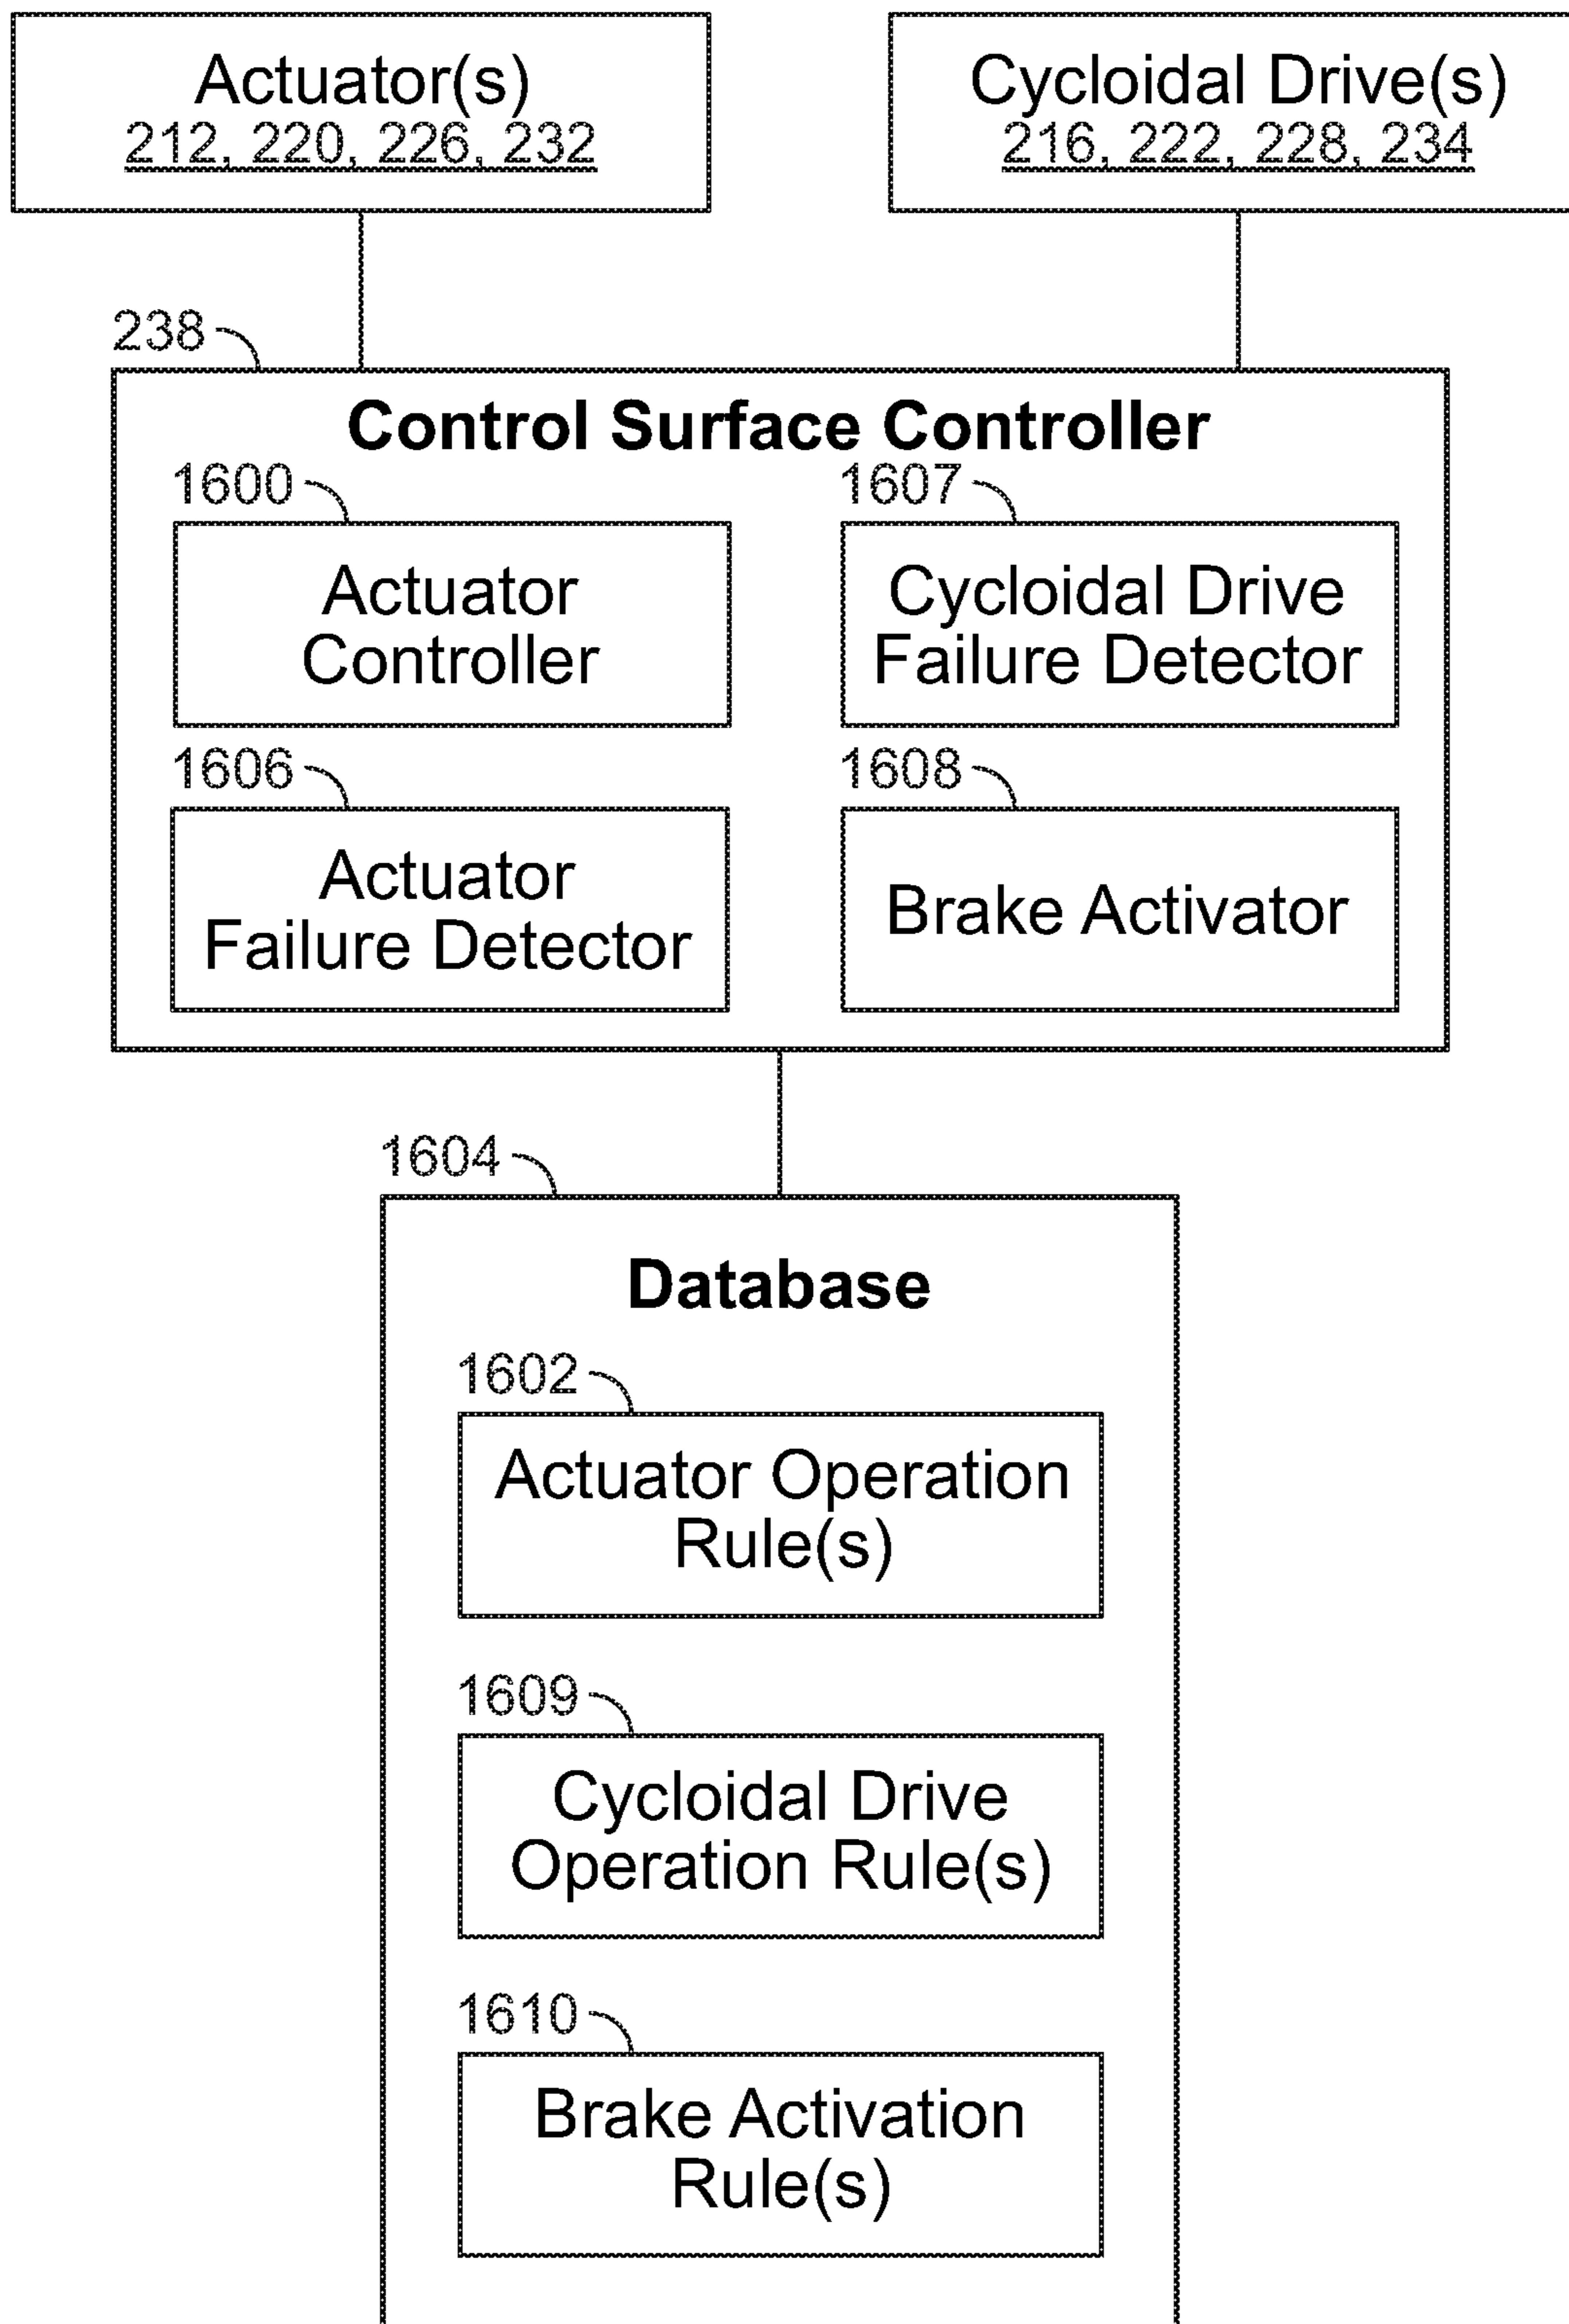 Actuator(s)
212, 220, 226, 232
Cycloidal Drive(s)
216, 222, 228, 234
238
Control Surface Controller
1600
Actuator
Controller
1607
Cycloidal Drive
Failure Detector
1606
Actuator
Failure Detector
1608
Brake Activator
1604
Database
1602
Actuator Operation
Rule(s)
1609
Cycloidal Drive
Operation Rule(s)
1610
Brake Activation
Rule(s)